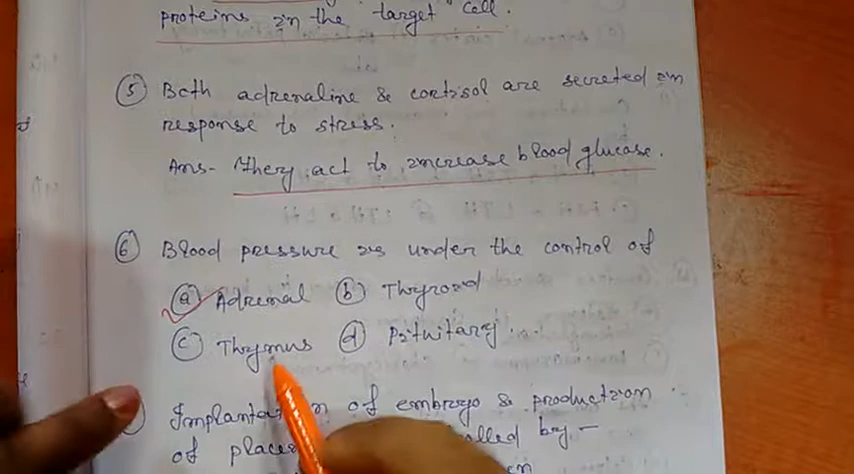 proteins in the target cell.
⑤ Both adrenaline & cortisol are secreted in
response to stress.
Ans- They act to increase blood glucose.
⑥ Blood pressure is under the control of
ⓐ Adrenal ⓑ Thyroid
ⓒ Thymus ⓓ Pituitary.
of embryo & production
of by-